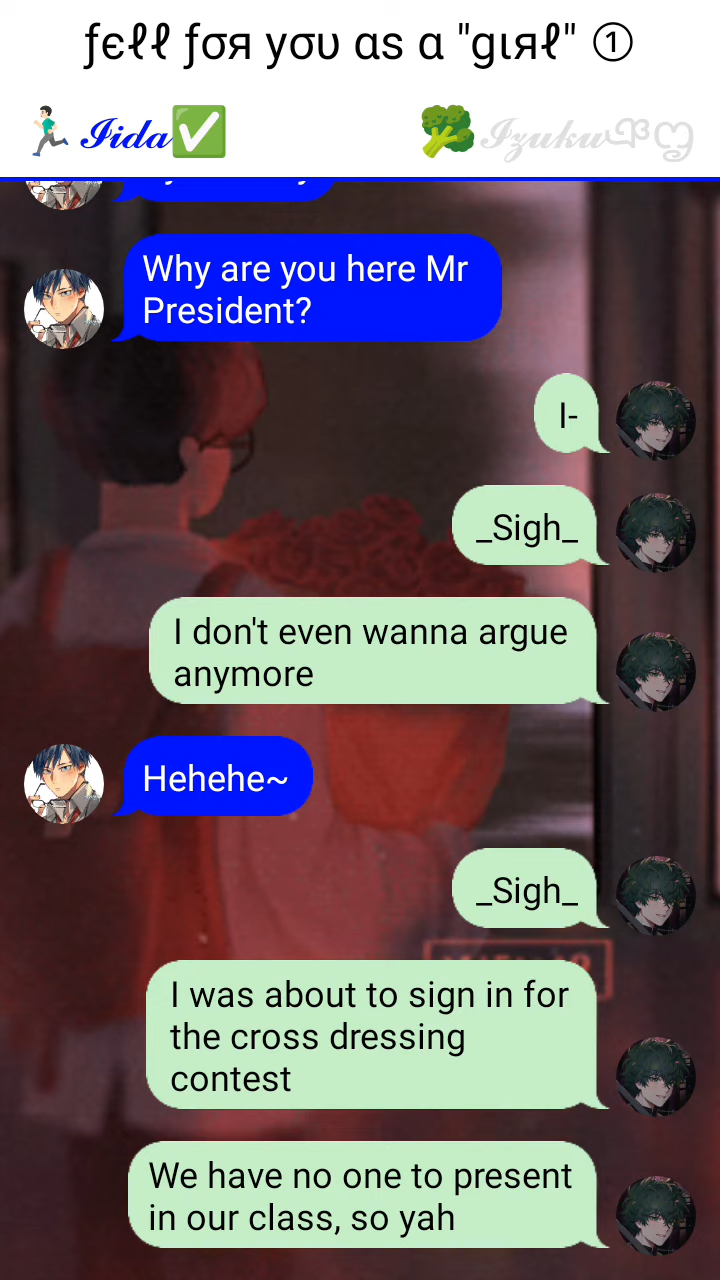 ƒєℓℓ ƒσя уσυ αѕ α "gιяℓ" ①
𝓘𝓲𝓭𝓪
𝓘𝔃𝓾𝓴𝓾
Why are you here Mr
President?
I-
_Sigh_
I don't even wanna argue
anymore
Hehehe~
_Sigh_
I was about to sign in for
the cross dressing
contest
We have no one to present
in our class, so yah